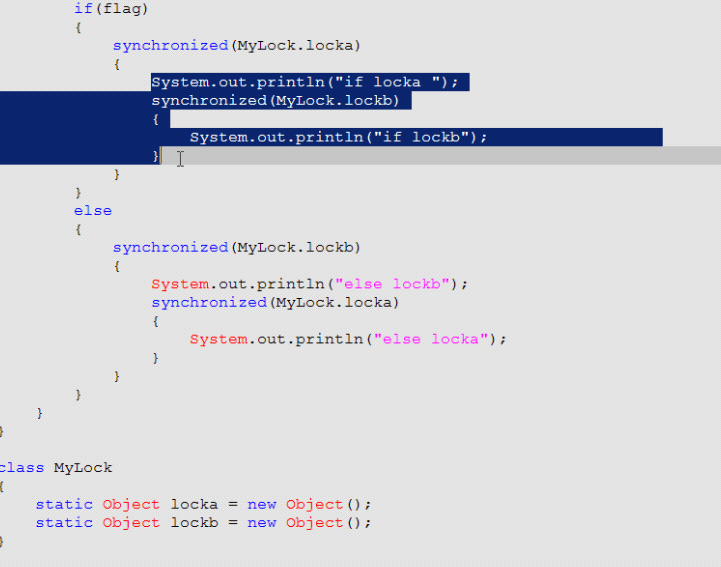 if(flag)
{
synchronized(MyLock.locka)
{
System.out.println("if locka ");
synchronized(MyLock.lockb)
{
System.out.println("if lockb");
}
}
}
else
{
synchronized(MyLock.lockb)
{
System.out.println("else lockb");
synchronized(MyLock.locka)
{
System.out.println("else locka");
}
}
}
}
}
class MyLock
{
static Object locka = new Object();
static Object lockb = new Object();
}